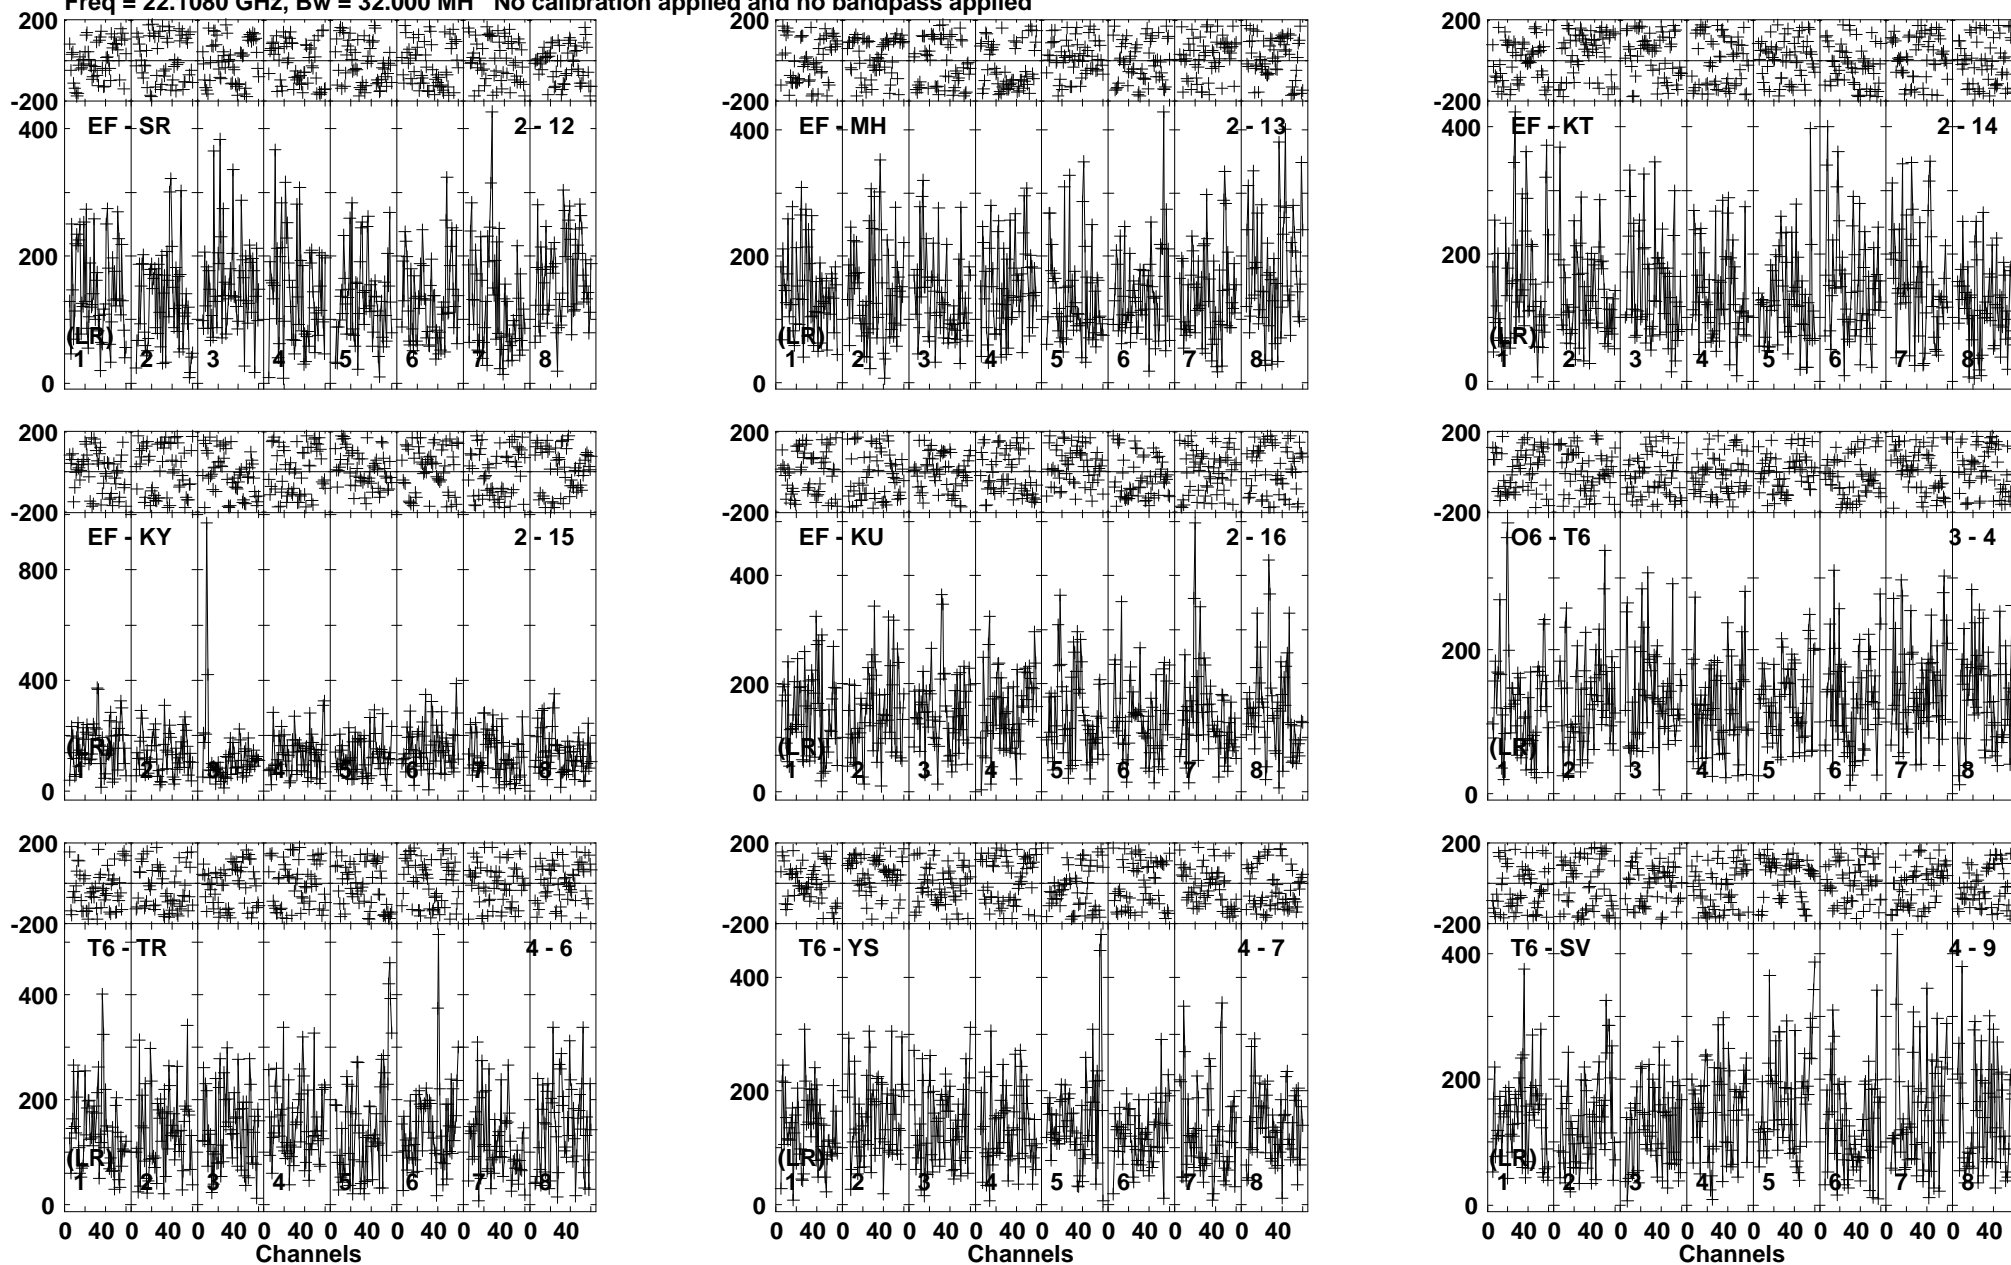 Freq = 22.1080 GHz, Bw = 32.000 MH No calibration applied and no bandpass applied
200 200 200
-200 -200 -200
EF - SR 2 - 12 EF - MH 2 - 13 EF - KT 2 - 14
400 400 400
200 200 200
(LR) (LR) (LR)
1 2 3 4 5 6 7 8 1 2 3 4 5 6 7 8 1 2 3 4 5 6 7 8
0 0 0
200 200 200
-200 -200 -200
EF - KY 2 - 15 EF - KU 2 - 16 O6 - T6 3 - 4
800 400 200
400 200
(LR) (LR) (LR)
1 2 3 4 5 6 7 8 1 2 3 4 5 6 7 8 1 2 3 4 5 6 7 8
0 0 0
200 200 200
-200 -200 -200
T6 - TR 4 - 6 T6 - YS 4 - 7 T6 - SV 4 - 9
400 400 400
200 200 200
(LR) (LR) (LR)
1 2 3 4 5 6 7 8 1 2 3 4 5 6 7 8 1 2 3 4 5 6 7 8
0 0 0
0 40 0 40 0 40 0 40 0 40 0 40 0 40 0 40 0 40 0 40 0 40 0 40 0 40 0 40 0 40 0 40 0 40 0 40 0 40 0 40 0 40 0 40 0 40 0 40
Channels Channels Channels